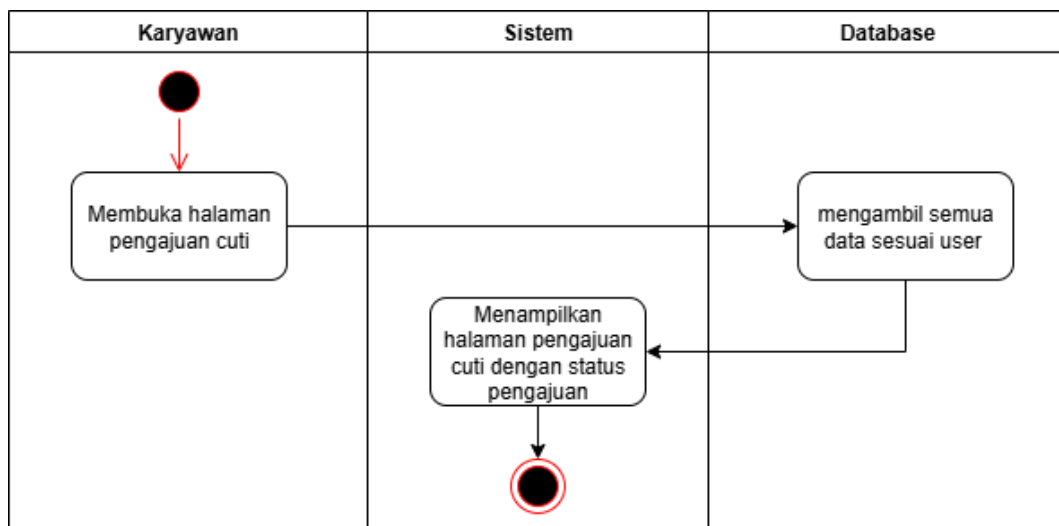 Karyawan
Sistem
Database
Membuka halaman
pengajuan cuti
mengambil semua
data sesuai user
Menampilkan
halaman pengajuan
cuti dengan status
pengajuan